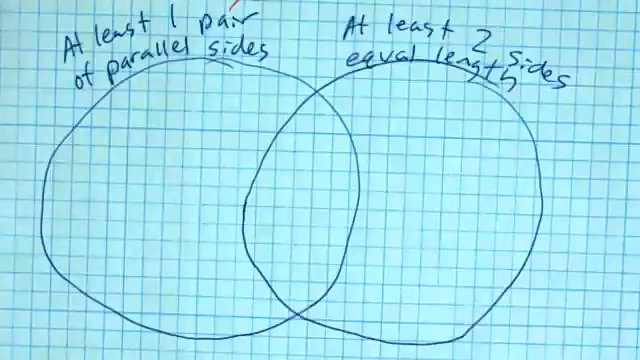 At least 1 pair
of parallel sides
At least 2 sides
equal length